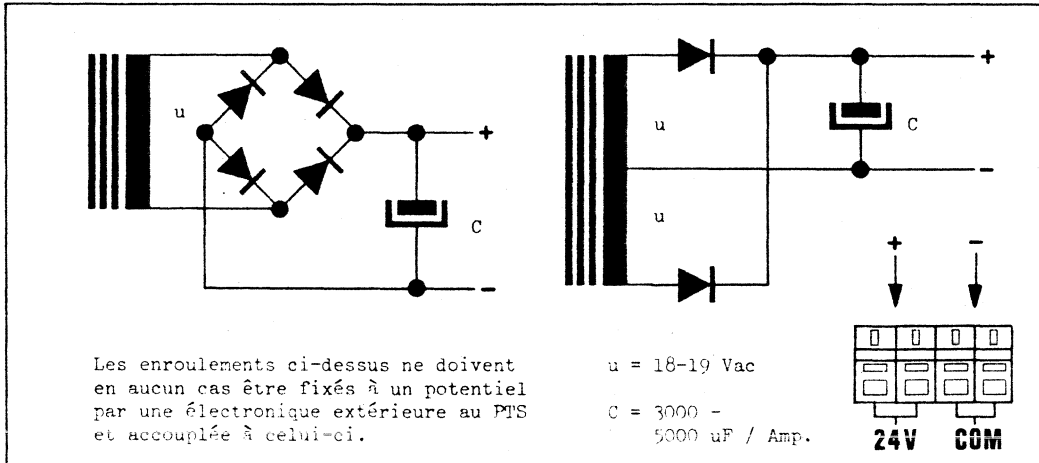 u
+
C
-
u
u
+
C
-
+ -
Les enroulements ci-dessus ne doivent
en aucun cas être fixés à un potentiel
par une électronique extérieure au PTS
et accouplée à celui-ci.
u = 18-19 Vac
C = 3000 -
5000 uF / Amp.
24V COM